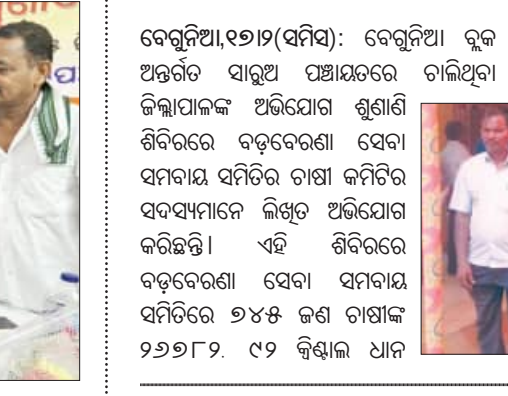 ବେଗୁନିଆ,୧୭ା୨(ସମିସ): ବେଗୁନିଆ ବ୍ଲକ
ଅନ୍ତର୍ଗତ ସାରୁଅ ପଞ୍ଚାୟତରେ ଚାଲିଥିବା
ଜିଲ୍ଲାପାଳଙ୍କ ଅଭିଯୋଗ ଶୁଣାଣି
ଶିବିରରେ ବଡ଼ବେରଣା ସେବା
ସମବାୟ ସମିତିର ଚାଷୀ କମିଟିର
ସଦସ୍ୟମାନେ ଲିଖିତ ଅଭିଯୋଗ
କରିଛନ୍ତି। ଏହି ଶିବିରରେ
ବଡ଼ବେରଣା ସେବା ସମବାୟ
ସମିତିରେ ୭୪୫ ଜଣ ଚାଷୀଙ୍କ
୨୬୭୮୨. ୯୨ କ୍ୱିଣ୍ଟାଲ ଧାନ